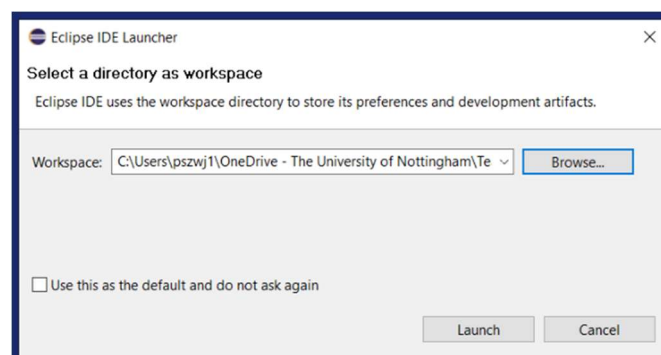 Eclipse IDE Launcher
Select a directory as workspace
Eclipse IDE uses the workspace directory to store its preferences and development artifacts.
Workspace: C:\Users\pszwj1\OneDrive - The University of Nottingham\Te Browse...
Use this as the default and do not ask again
Launch Cancel